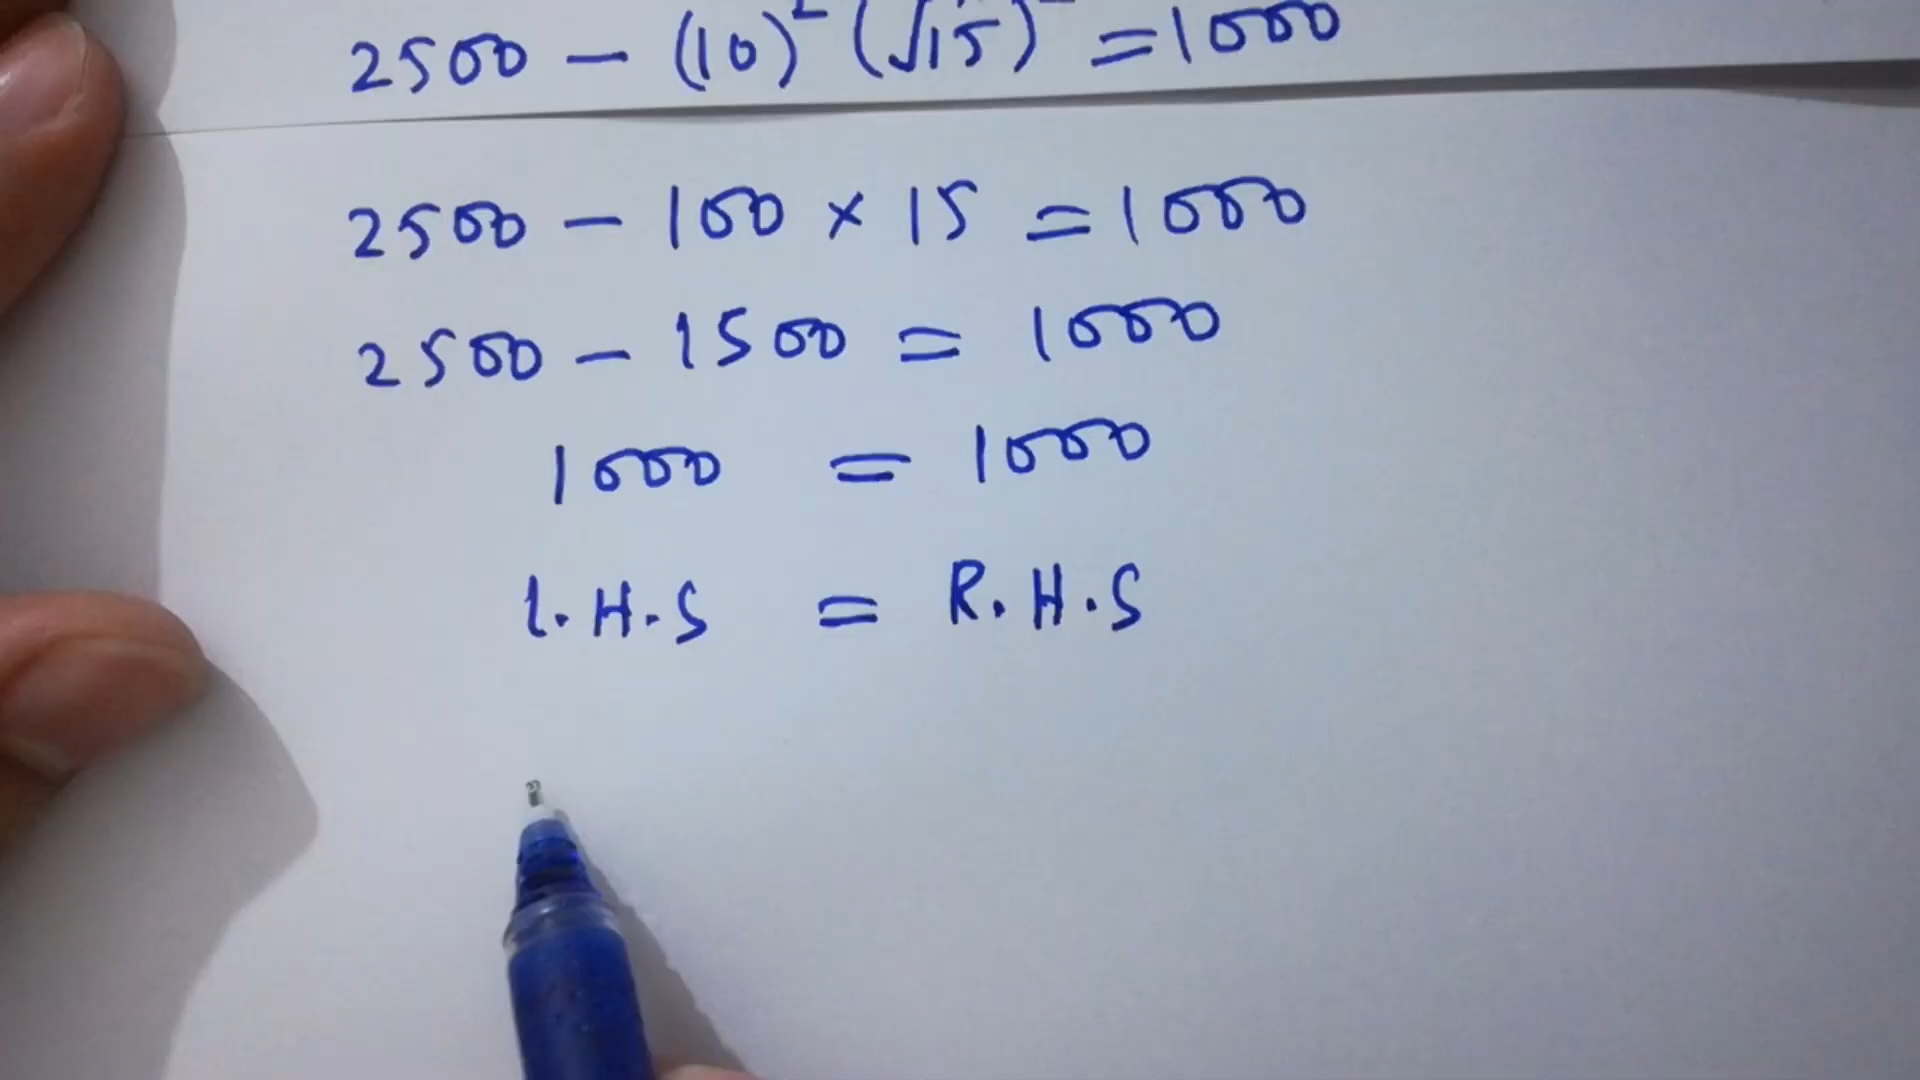 2500 - (10)² (√15)² = 1000
2500 - 100 × 15 = 1000
2500 - 1500 = 1000
1000 = 1000
L.H.S = R.H.S